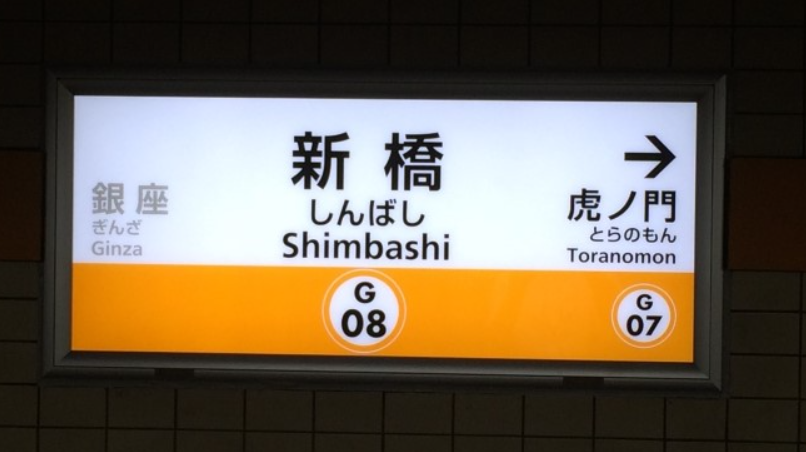 新橋
しんばし
Shimbashi
銀座
ぎんざ
Ginza
→
虎ノ門
とらのもん
Toranomon
G
08
G
07